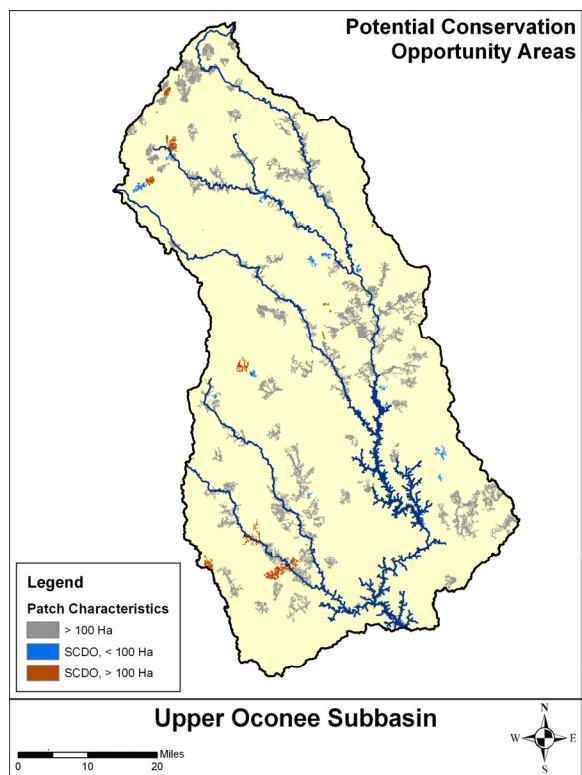 Potential Conservation
Opportunity Areas
Legend
Patch Characteristics
> 100 Ha
SCDO, < 100 Ha
SCDO, > 100 Ha
Upper Oconee Subbasin
Miles
0 10 20
N
W E
S